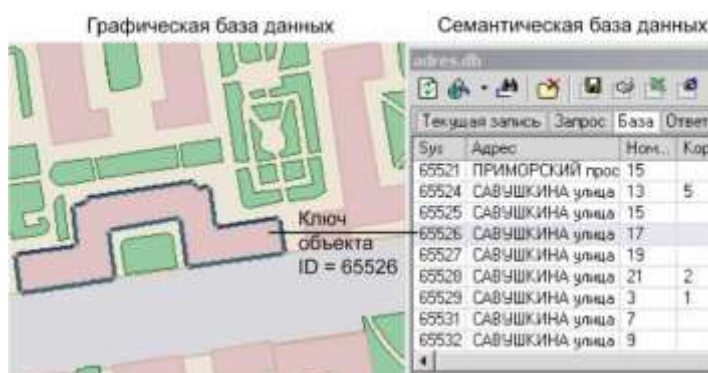 Графическая база данных
Семантическая база данных
adres.db
Текущая запись Запрос База Ответ
Sys Адрес Ном... Кор
65521 ПРИМОРСКИЙ прос 15
65524 САВУШКИНА улица 13 5
65525 САВУШКИНА улица 15
65526 САВУШКИНА улица 17
65527 САВУШКИНА улица 19
65528 САВУШКИНА улица 21 2
65529 САВУШКИНА улица 3 1
65531 САВУШКИНА улица 7
65532 САВУШКИНА улица 9
Ключ
объекта
ID = 65526